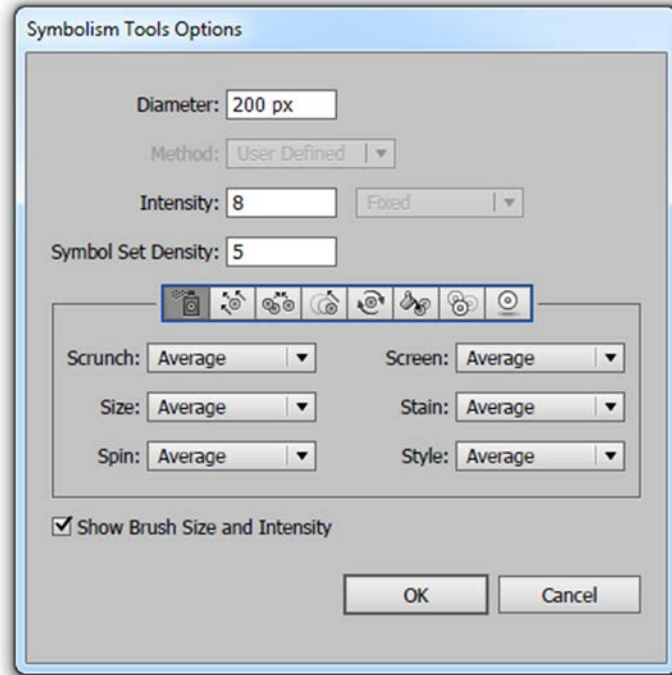 Symbolism Tools Options
Diameter: 200 px
Method: User Defined
Intensity: 8 Fixed
Symbol Set Density: 5
Scrunch: Average Screen: Average
Size: Average Stain: Average
Spin: Average Style: Average
Show Brush Size and Intensity
OK Cancel